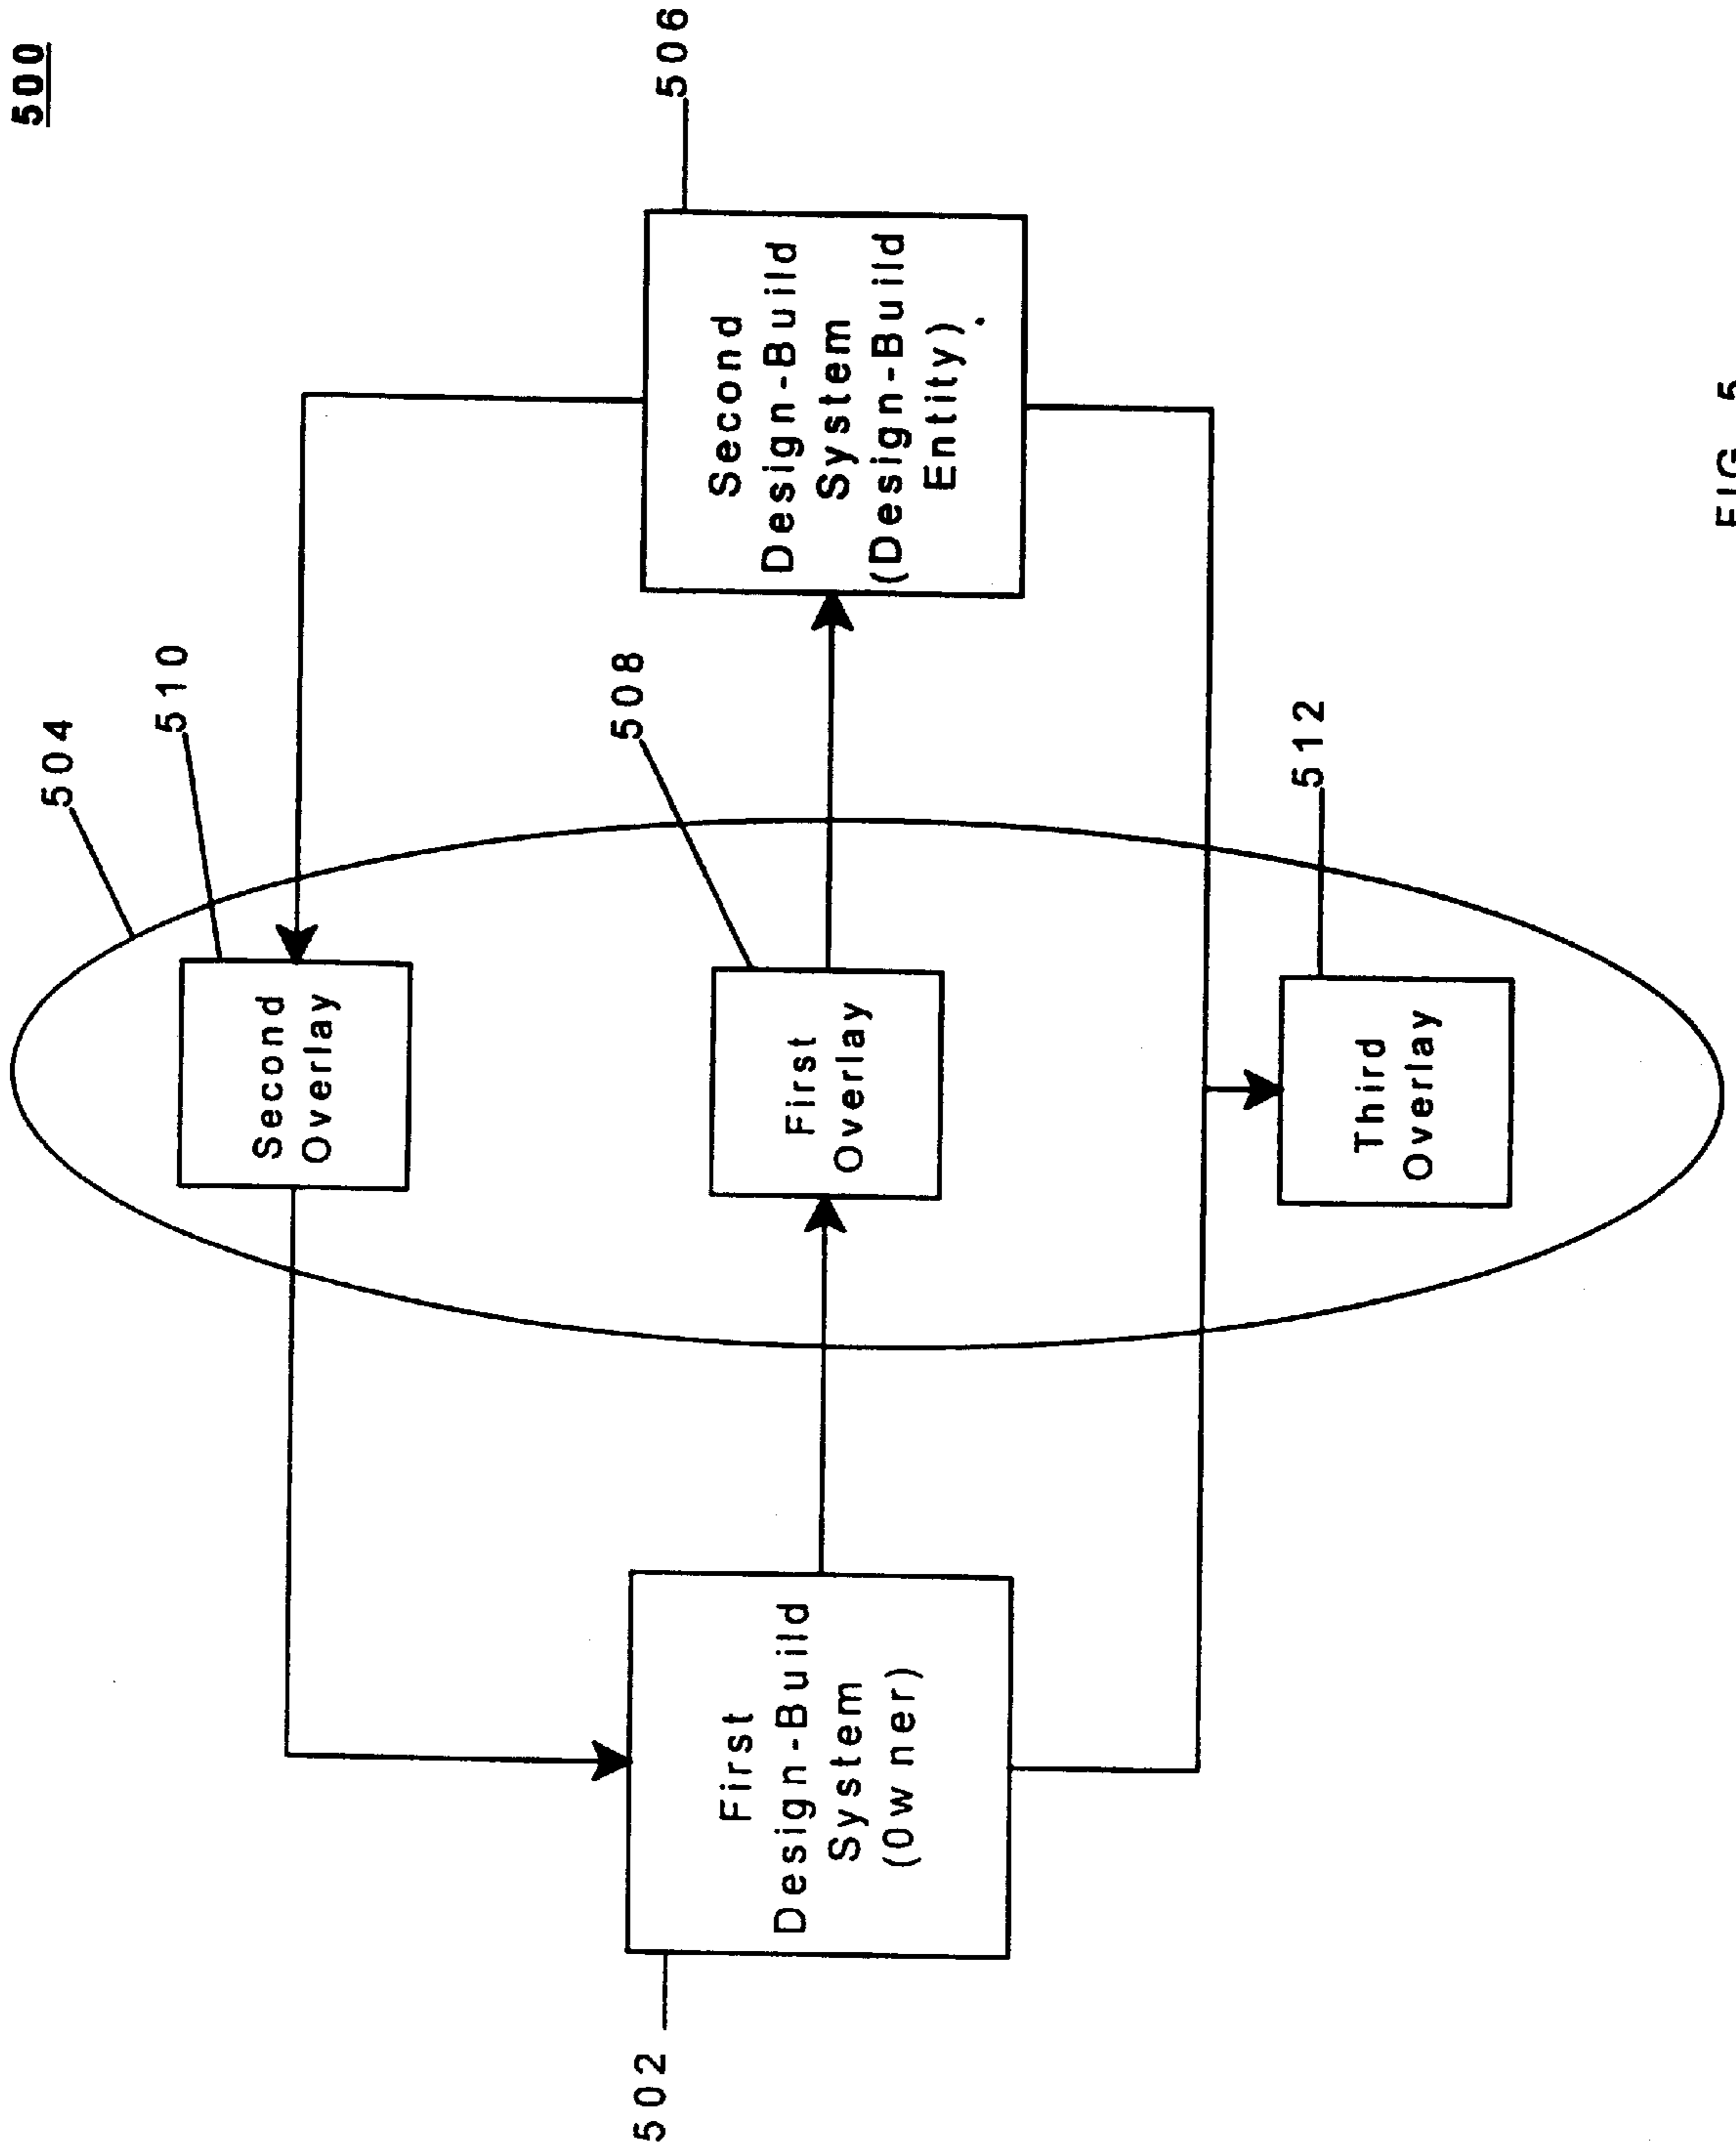 500
504
510
Second
Overlay
502
First
Design-Build
System
(Owner)
508
First
Overlay
506
Second
Design-Build
System
(Design-Build
Entity)
512
Third
Overlay
FIG. 5